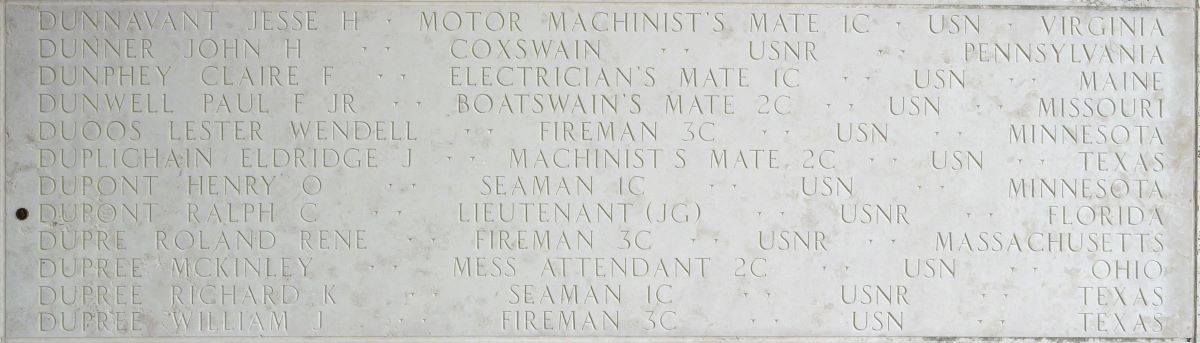 DUNNAVANT JESSE H · MOTOR MACHINIST'S MATE 1C · USN · VIRGINIA
DUNNER JOHN H · · COXSWAIN · · USNR · · PENNSYLVANIA
DUNPHEY CLAIRE F · · ELECTRICIAN'S MATE 1C · · USN · · MAINE
DUNWELL PAUL F JR · · BOATSWAIN'S MATE 2C · · USN · · MISSOURI
DUOOS LESTER WENDELL · · FIREMAN 3C · · USN · · MINNESOTA
DUPLICHAIN ELDRIDGE J · · MACHINIST'S MATE 2C · · USN · · TEXAS
DUPONT HENRY O · · SEAMAN 1C · · USN · · MINNESOTA
DUPONT RALPH C · · LIEUTENANT (JG) · · USNR · · FLORIDA
DUPRE ROLAND RENE · · FIREMAN 3C · · USNR · · MASSACHUSETTS
DUPREE MCKINLEY · · MESS ATTENDANT 2C · · USN · · OHIO
DUPREE RICHARD K · · SEAMAN 1C · · USNR · · TEXAS
DUPREE WILLIAM J · · FIREMAN 3C · · USN · · TEXAS